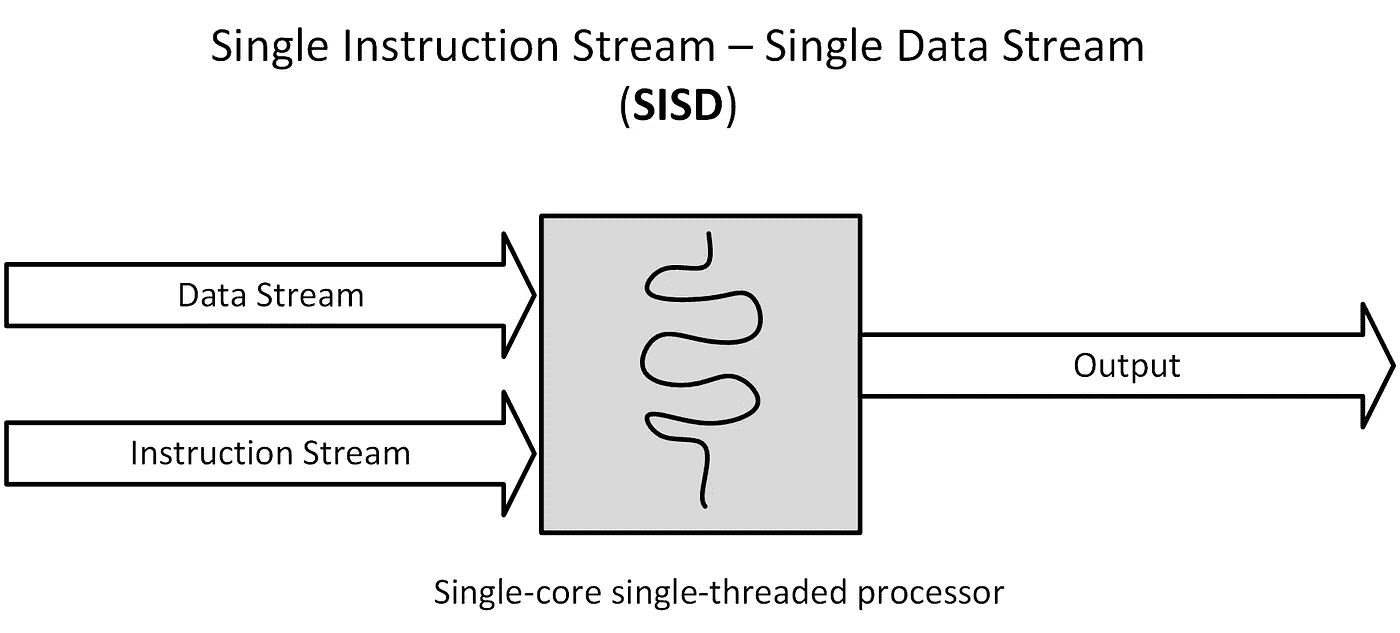 Single Instruction Stream – Single Data Stream
(SISD)
Data Stream
Instruction Stream
Output
Single-core single-threaded processor